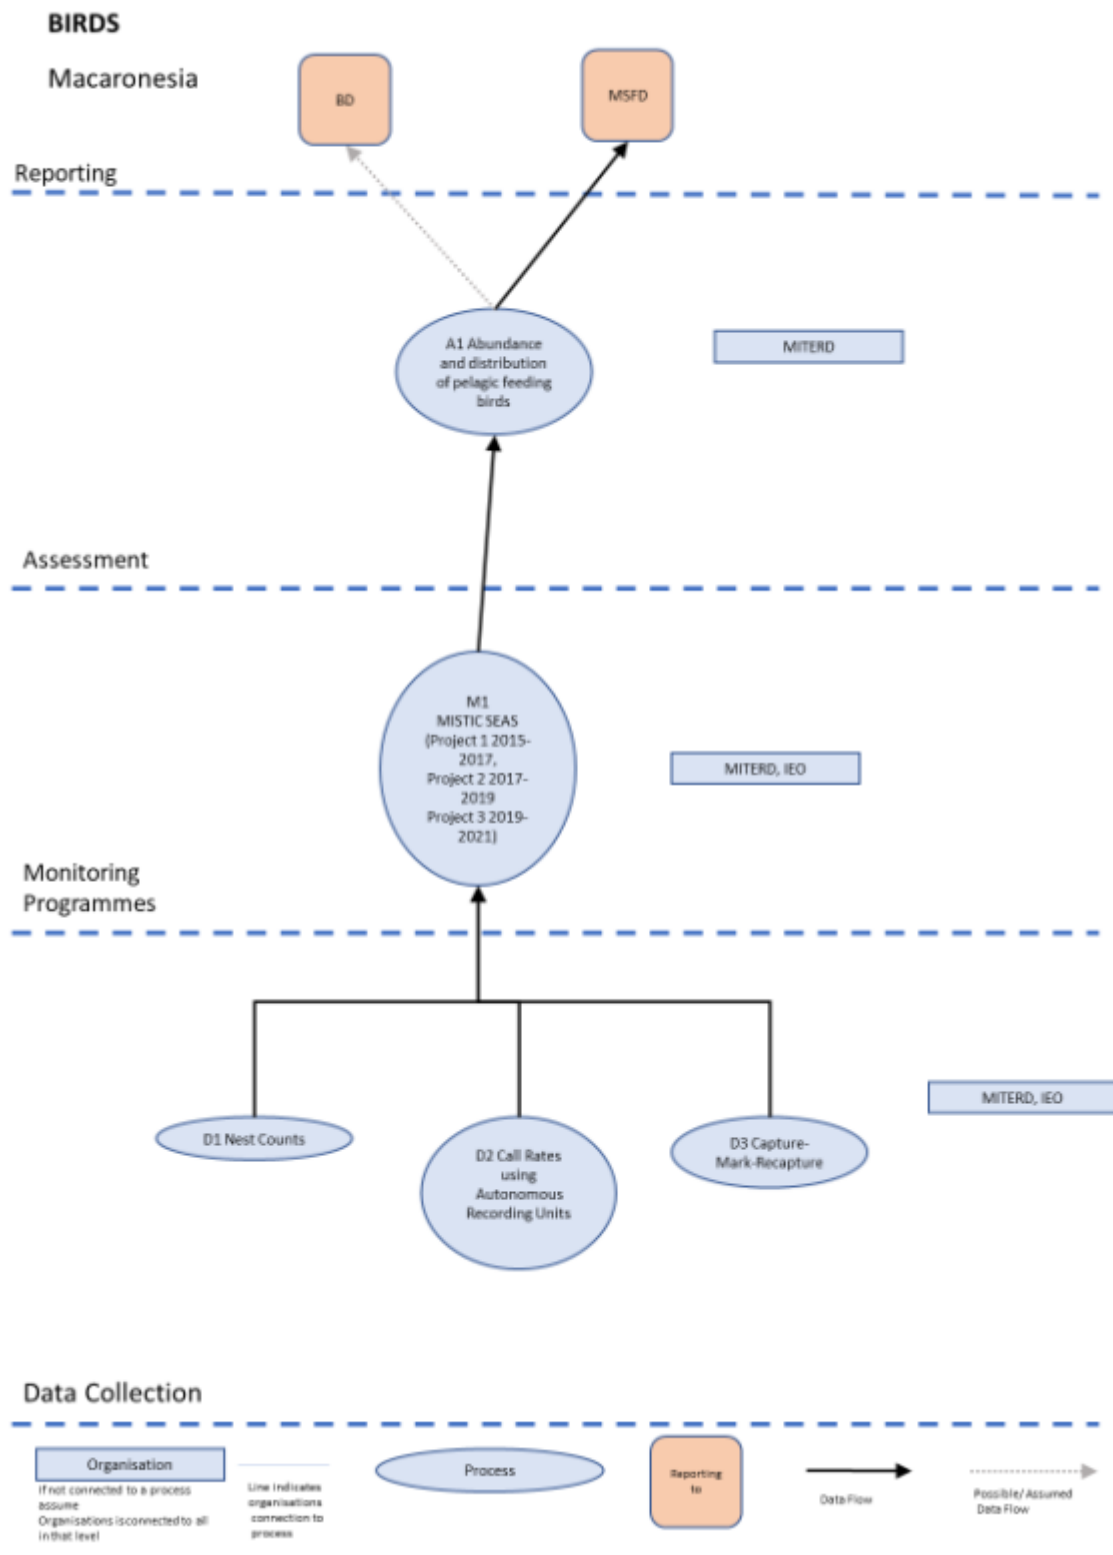 BIRDS
Macaronesia
BD
MSFD
Reporting
A1 Abundance
and distribution
of pelagic feeding
birds
MITERD
Assessment
M1
MISTIC SEAS
(Project 1 2015-
2017,
Project 2 2017-
2019
Project 3 2019-
2021)
MITERD, IEO
Monitoring
Programmes
MITERD, IEO
D1 Nest Counts
D2 Call Rates
using
Autonomous
Recording Units
D3 Capture-
Mark-Recapture
Data Collection
Organisation
If not connected to a process
assume
Organisations is connected to all
in that level
Line indicates
organisations
connection to
process
Process
Reporting
to
Data Flow
Possible/ Assumed
Data Flow